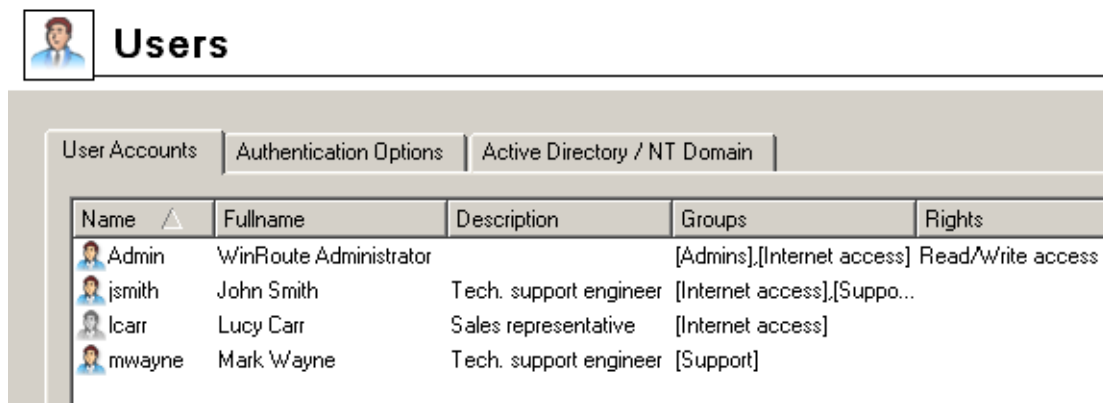 Users
User Accounts Authentication Options Active Directory / NT Domain
Name Fullname Description Groups Rights
Admin WinRoute Administrator [Admins],[Internet access] Read/Write access
jsmith John Smith Tech. support engineer [Internet access],[Suppo...
lcarr Lucy Carr Sales representative [Internet access]
mwayne Mark Wayne Tech. support engineer [Support]